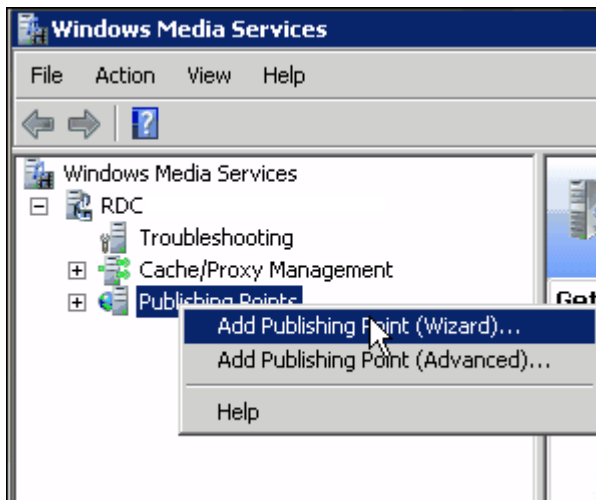 Windows Media Services
File Action View Help
Windows Media Services
RDC
Troubleshooting
Cache/Proxy Management
Publishing Points
Get
Add Publishing Point (Wizard)...
Add Publishing Point (Advanced)...
Help